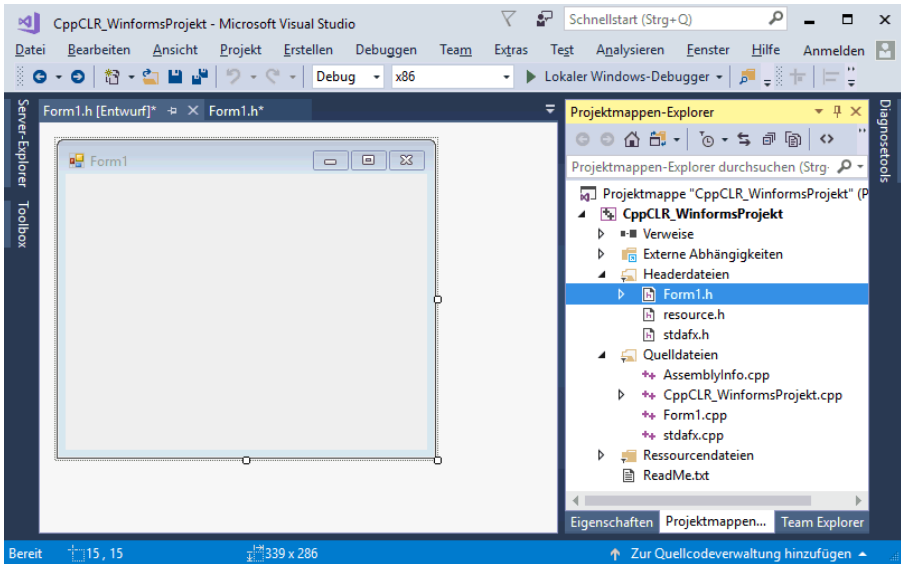 CppCLR_WinformsProjekt - Microsoft Visual Studio
Schnellstart (Strg+Q)
Datei Bearbeiten Ansicht Projekt Erstellen Debuggen Team Extras Test Analysieren Fenster Hilfe Anmelden
Debug x86 Lokaler Windows-Debugger
Server-Explorer
Toolbox
Form1.h [Entwurf]* Form1.h*
Form1
Projektmappen-Explorer
Projektmappen-Explorer durchsuchen (Strg-
Projektmappe "CppCLR_WinformsProjekt" (P
CppCLR_WinformsProjekt
Verweise
Externe Abhängigkeiten
Headerdateien
Form1.h
resource.h
stdafx.h
Quelldateien
AssemblyInfo.cpp
CppCLR_WinformsProjekt.cpp
Form1.cpp
stdafx.cpp
Ressourcendateien
ReadMe.txt
Eigenschaften Projektmappen... Team Explorer
Diagnosetools
Bereit 15 , 15 339 x 286 Zur Quellcodeverwaltung hinzufügen